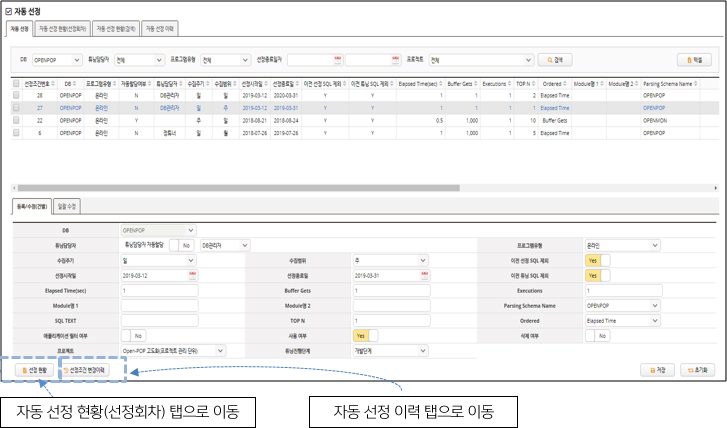 자동 선정
자동 선정 자동 선정 현황(선정회차) 자동 선정 현황(검색) 자동 선정 이력
DB OPENPOP 튜닝담당자 전체 프로그램유형 전체 선정종료일자 프로젝트 전체 검색 엑셀
선정조건번호 DB 프로그램유형 자동할당여부 튜닝담당자 수집주기 수집범위 선정시작일 선정종료일 이전 선정 SQL 제외 이전 튜닝 SQL 제외 Elapsed Time(sec) Buffer Gets Executions TOP N Ordered Module명 1 Module명 2 Parsing Schema Name
28 OPENPOP 온라인 N DB관리자 일 일 2019-03-12 2020-03-31 Y Y 1 1 1 2 Elapsed Time OPENPOP
27 OPENPOP 온라인 N DB관리자 일 주 2019-03-12 2019-03-31 Y Y 1 1 1 1 Elapsed Time OPENPOP
22 OPENPOP 온라인 Y 주 일 2018-08-21 2018-08-24 Y Y 0.5 1,000 1 10 Buffer Gets OPENMON
6 OPENPOP 온라인 N 정튜너 일 월 2018-07-26 2019-07-26 Y Y 1 1,000 1 5 Elapsed Time OPENPOP
등록/수정(건별) 일괄 수정
DB OPENPOP
튜닝담당자 튜닝담당자 자동할당 No DB관리자 프로그램유형 온라인
수집주기 일 수집범위 주 이전 선정 SQL 제외 Yes
선정시작일 2019-03-12 선정종료일 2019-03-31 이전 튜닝 SQL 제외 Yes
Elapsed Time(sec) 1 Buffer Gets 1 Executions 1
Module명 1 Module명 2 Parsing Schema Name OPENPOP
SQL TEXT TOP N 1 Ordered Elapsed Time
애플리케이션 필터 여부 No 사용 여부 Yes 삭제 여부 No
프로젝트 Open-POP 고도화(프로젝트 관리 단위) 튜닝진행단계 개발단계
선정 현황 선정조건 변경이력 저장 초기화
자동 선정 현황(선정회차) 탭으로 이동 자동 선정 이력 탭으로 이동